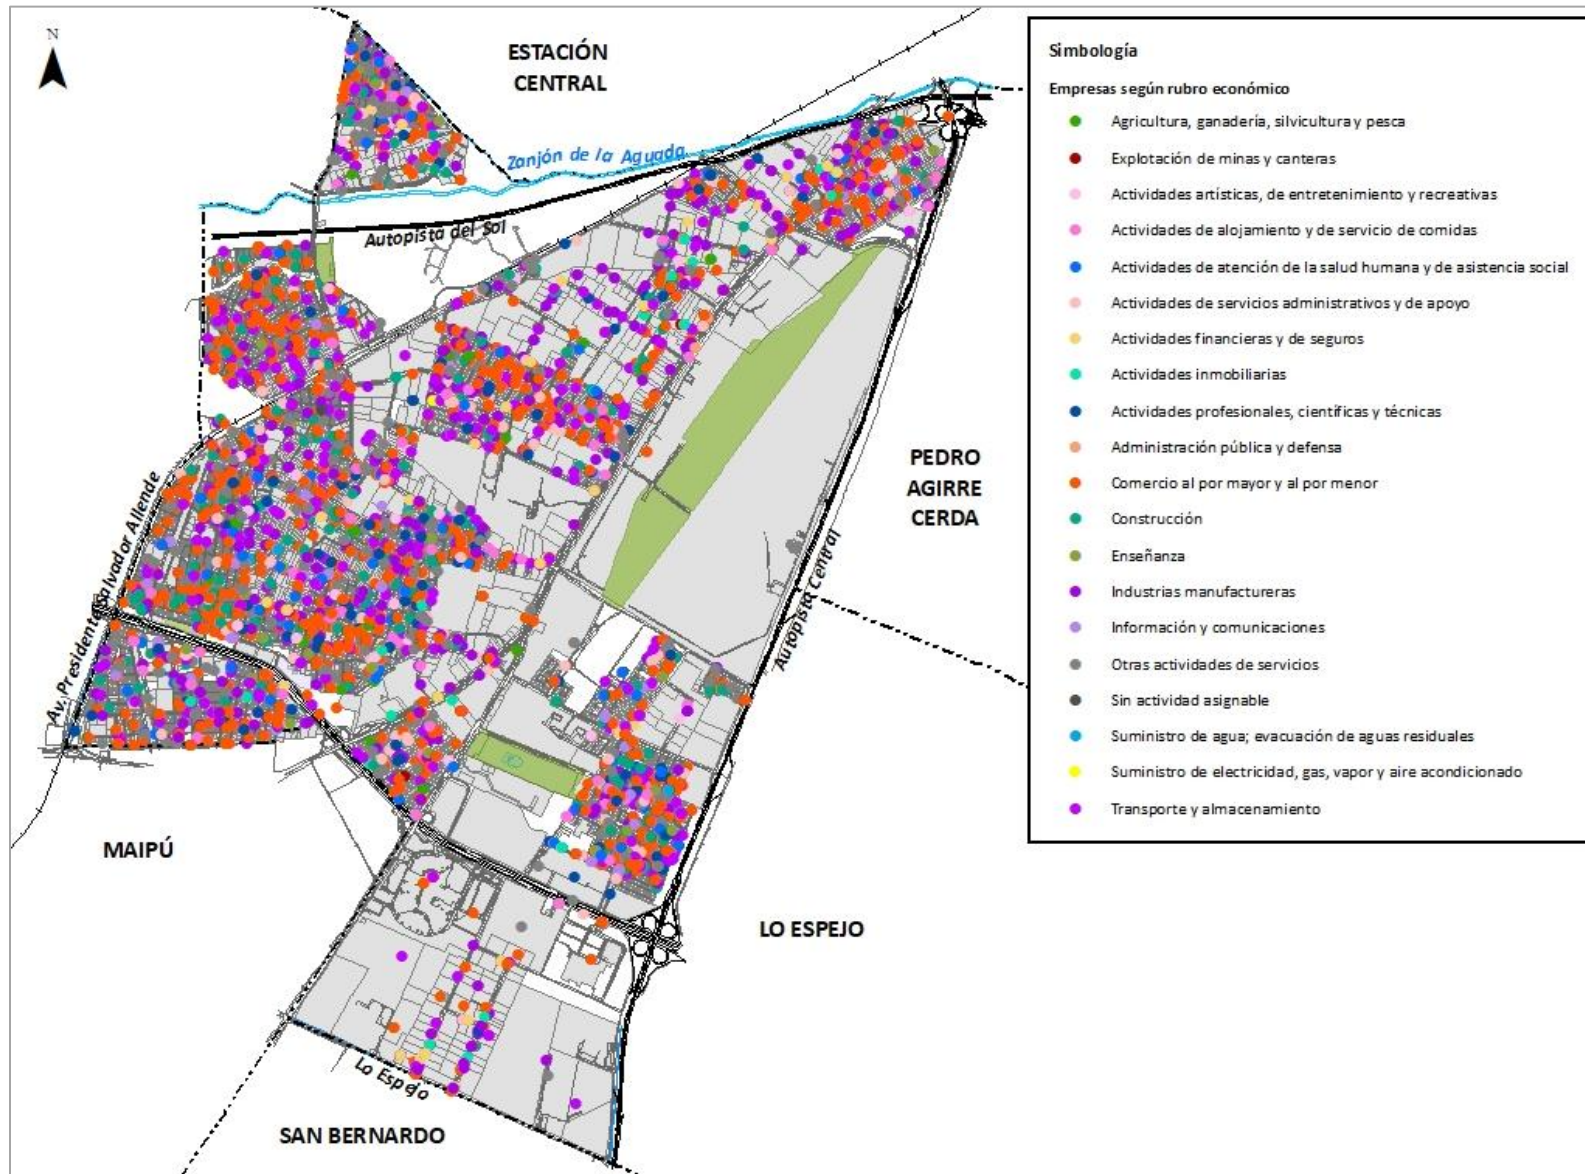 N
ESTACIÓN
CENTRAL
Zanjón de la Aguada
Autopista del Sol
Av. Presidente Salvador Allende
PEDRO
AGIRRE
CERDA
Autopista Central
MAIPÚ
LO ESPEJO
Lo Espejo
SAN BERNARDO
Simbología
Empresas según rubro económico
Agricultura, ganadería, silvicultura y pesca
Explotación de minas y canteras
Actividades artísticas, de entretenimiento y recreativas
Actividades de alojamiento y de servicio de comidas
Actividades de atención de la salud humana y de asistencia social
Actividades de servicios administrativos y de apoyo
Actividades financieras y de seguros
Actividades inmobiliarias
Actividades profesionales, científicas y técnicas
Administración pública y defensa
Comercio al por mayor y al por menor
Construcción
Enseñanza
Industrias manufactureras
Información y comunicaciones
Otras actividades de servicios
Sin actividad asignable
Suministro de agua; evacuación de aguas residuales
Suministro de electricidad, gas, vapor y aire acondicionado
Transporte y almacenamiento